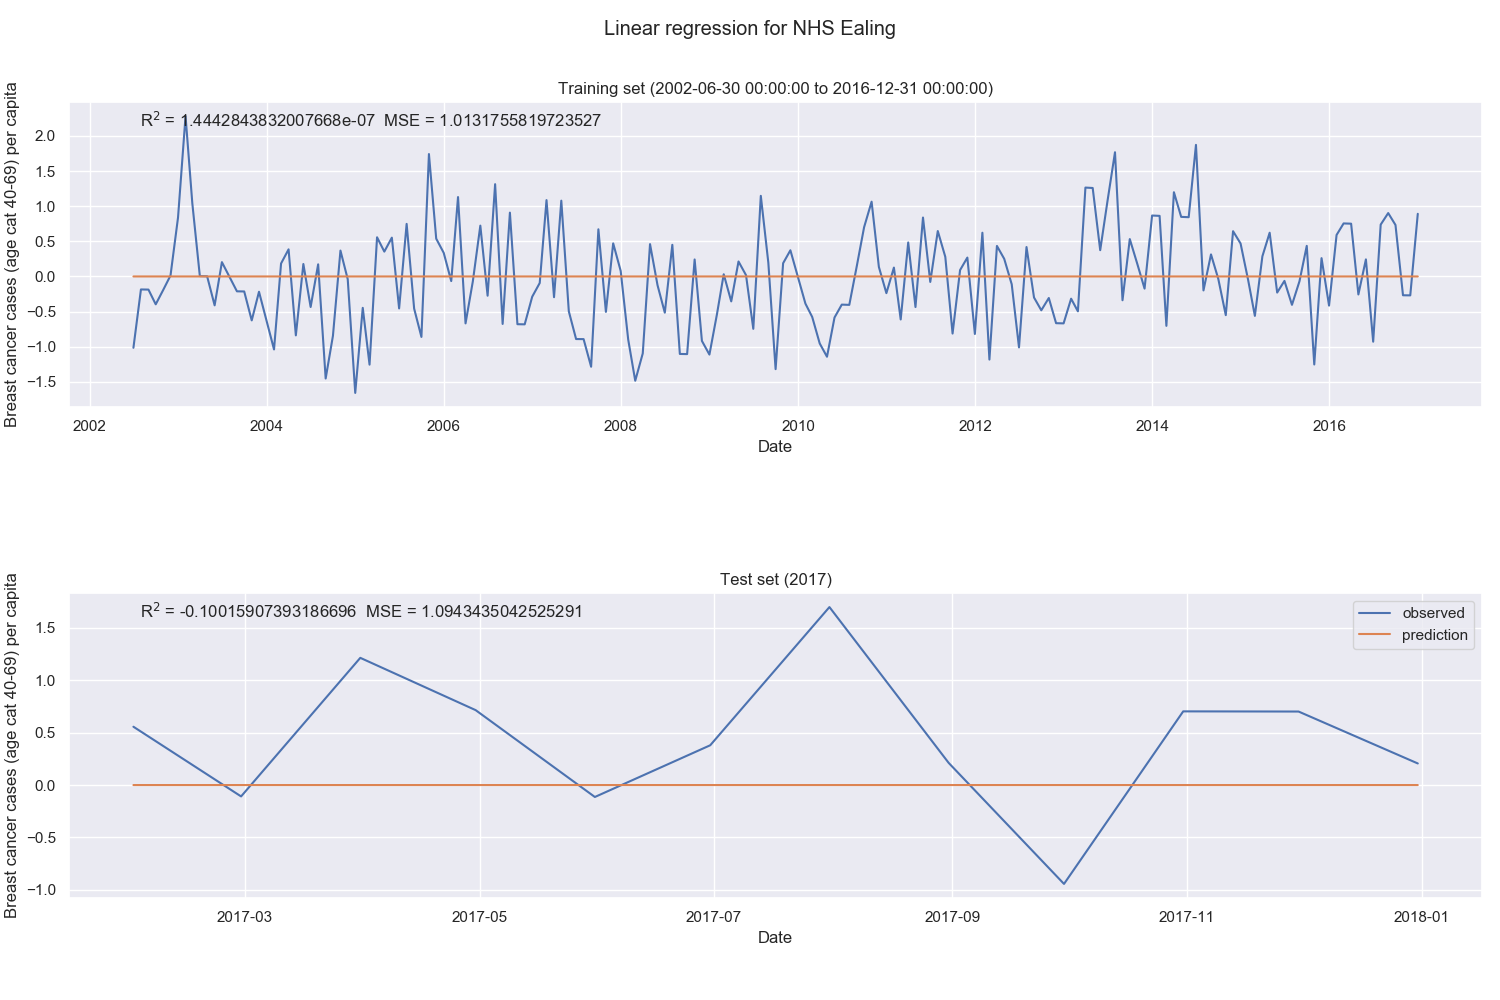 Linear regression for NHS Ealing
Training set (2002-06-30 00:00:00 to 2016-12-31 00:00:00)
R² = 1.4442843832007668e-07 MSE = 1.0131755819723527
Breast cancer cases (age cat 40-69) per capita
2.0
1.5
1.0
0.5
0.0
−0.5
−1.0
−1.5
2002 2004 2006 2008 2010 2012 2014 2016
Date
Test set (2017)
R² = -0.10015907393186696 MSE = 1.0943435042525291
observed
prediction
Breast cancer cases (age cat 40-69) per capita
1.5
1.0
0.5
0.0
−0.5
−1.0
2017-03 2017-05 2017-07 2017-09 2017-11 2018-01
Date